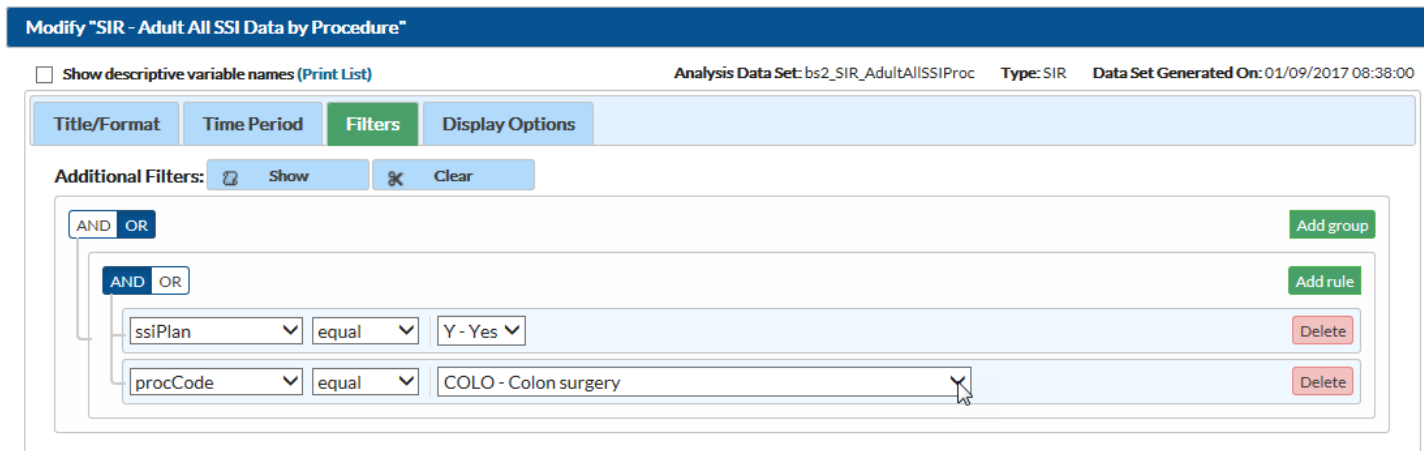 Modify "SIR - Adult All SSI Data by Procedure"
Show descriptive variable names (Print List) Analysis Data Set: bs2_SIR_AdultAllSSIProc Type: SIR Data Set Generated On: 01/09/2017 08:38:00
Title/Format Time Period Filters Display Options
Additional Filters: Show Clear
AND OR Add group
AND OR Add rule
ssiPlan equal Y - Yes Delete
procCode equal COLO - Colon surgery Delete